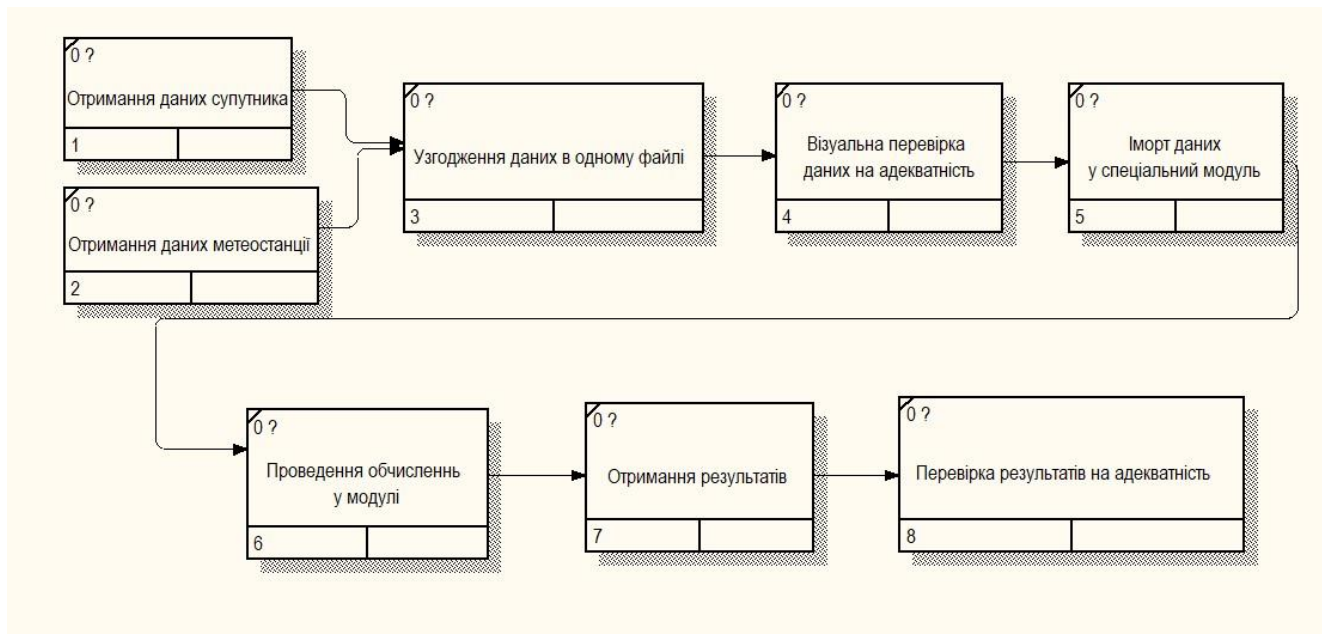 0 ?
Отримання даних супутника
1
0 ?
Отримання даних метеостанції
2
0 ?
Узгодження даних в одному файлі
3
0 ?
Візуальна перевірка
даних на адекватність
4
0 ?
Іморт даних
у спеціальний модуль
5
0 ?
Проведення обчисленнь
у модулі
6
0 ?
Отримання результатів
7
0 ?
Перевірка результатів на адекватність
8